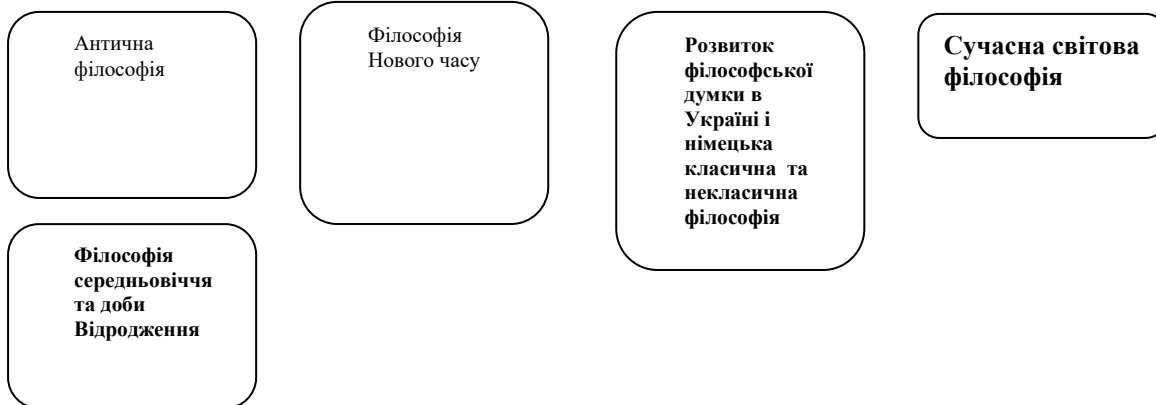 Антична
філософія
Філософія
Нового часу
Розвиток
філософської
думки в
Україні і
німецька
класична та
некласична
філософія
Сучасна світова
філософія
Філософія
середньовіччя
та доби
Відродження